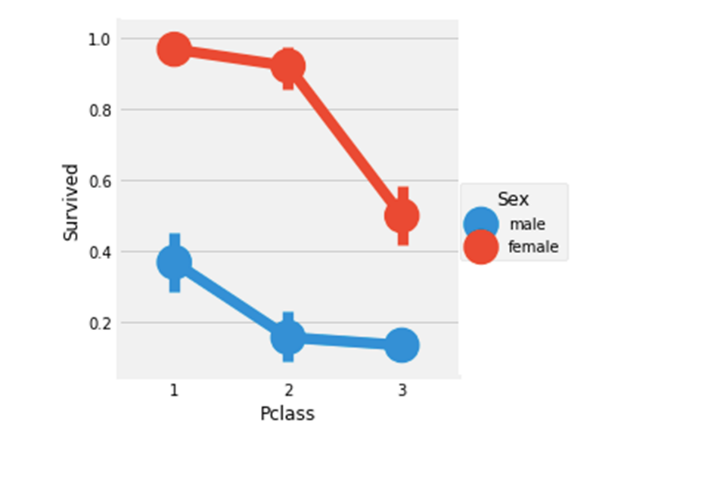 1.0
0.8
0.6
0.4
0.2
Survived
1 2 3
Pclass
Sex
male
female